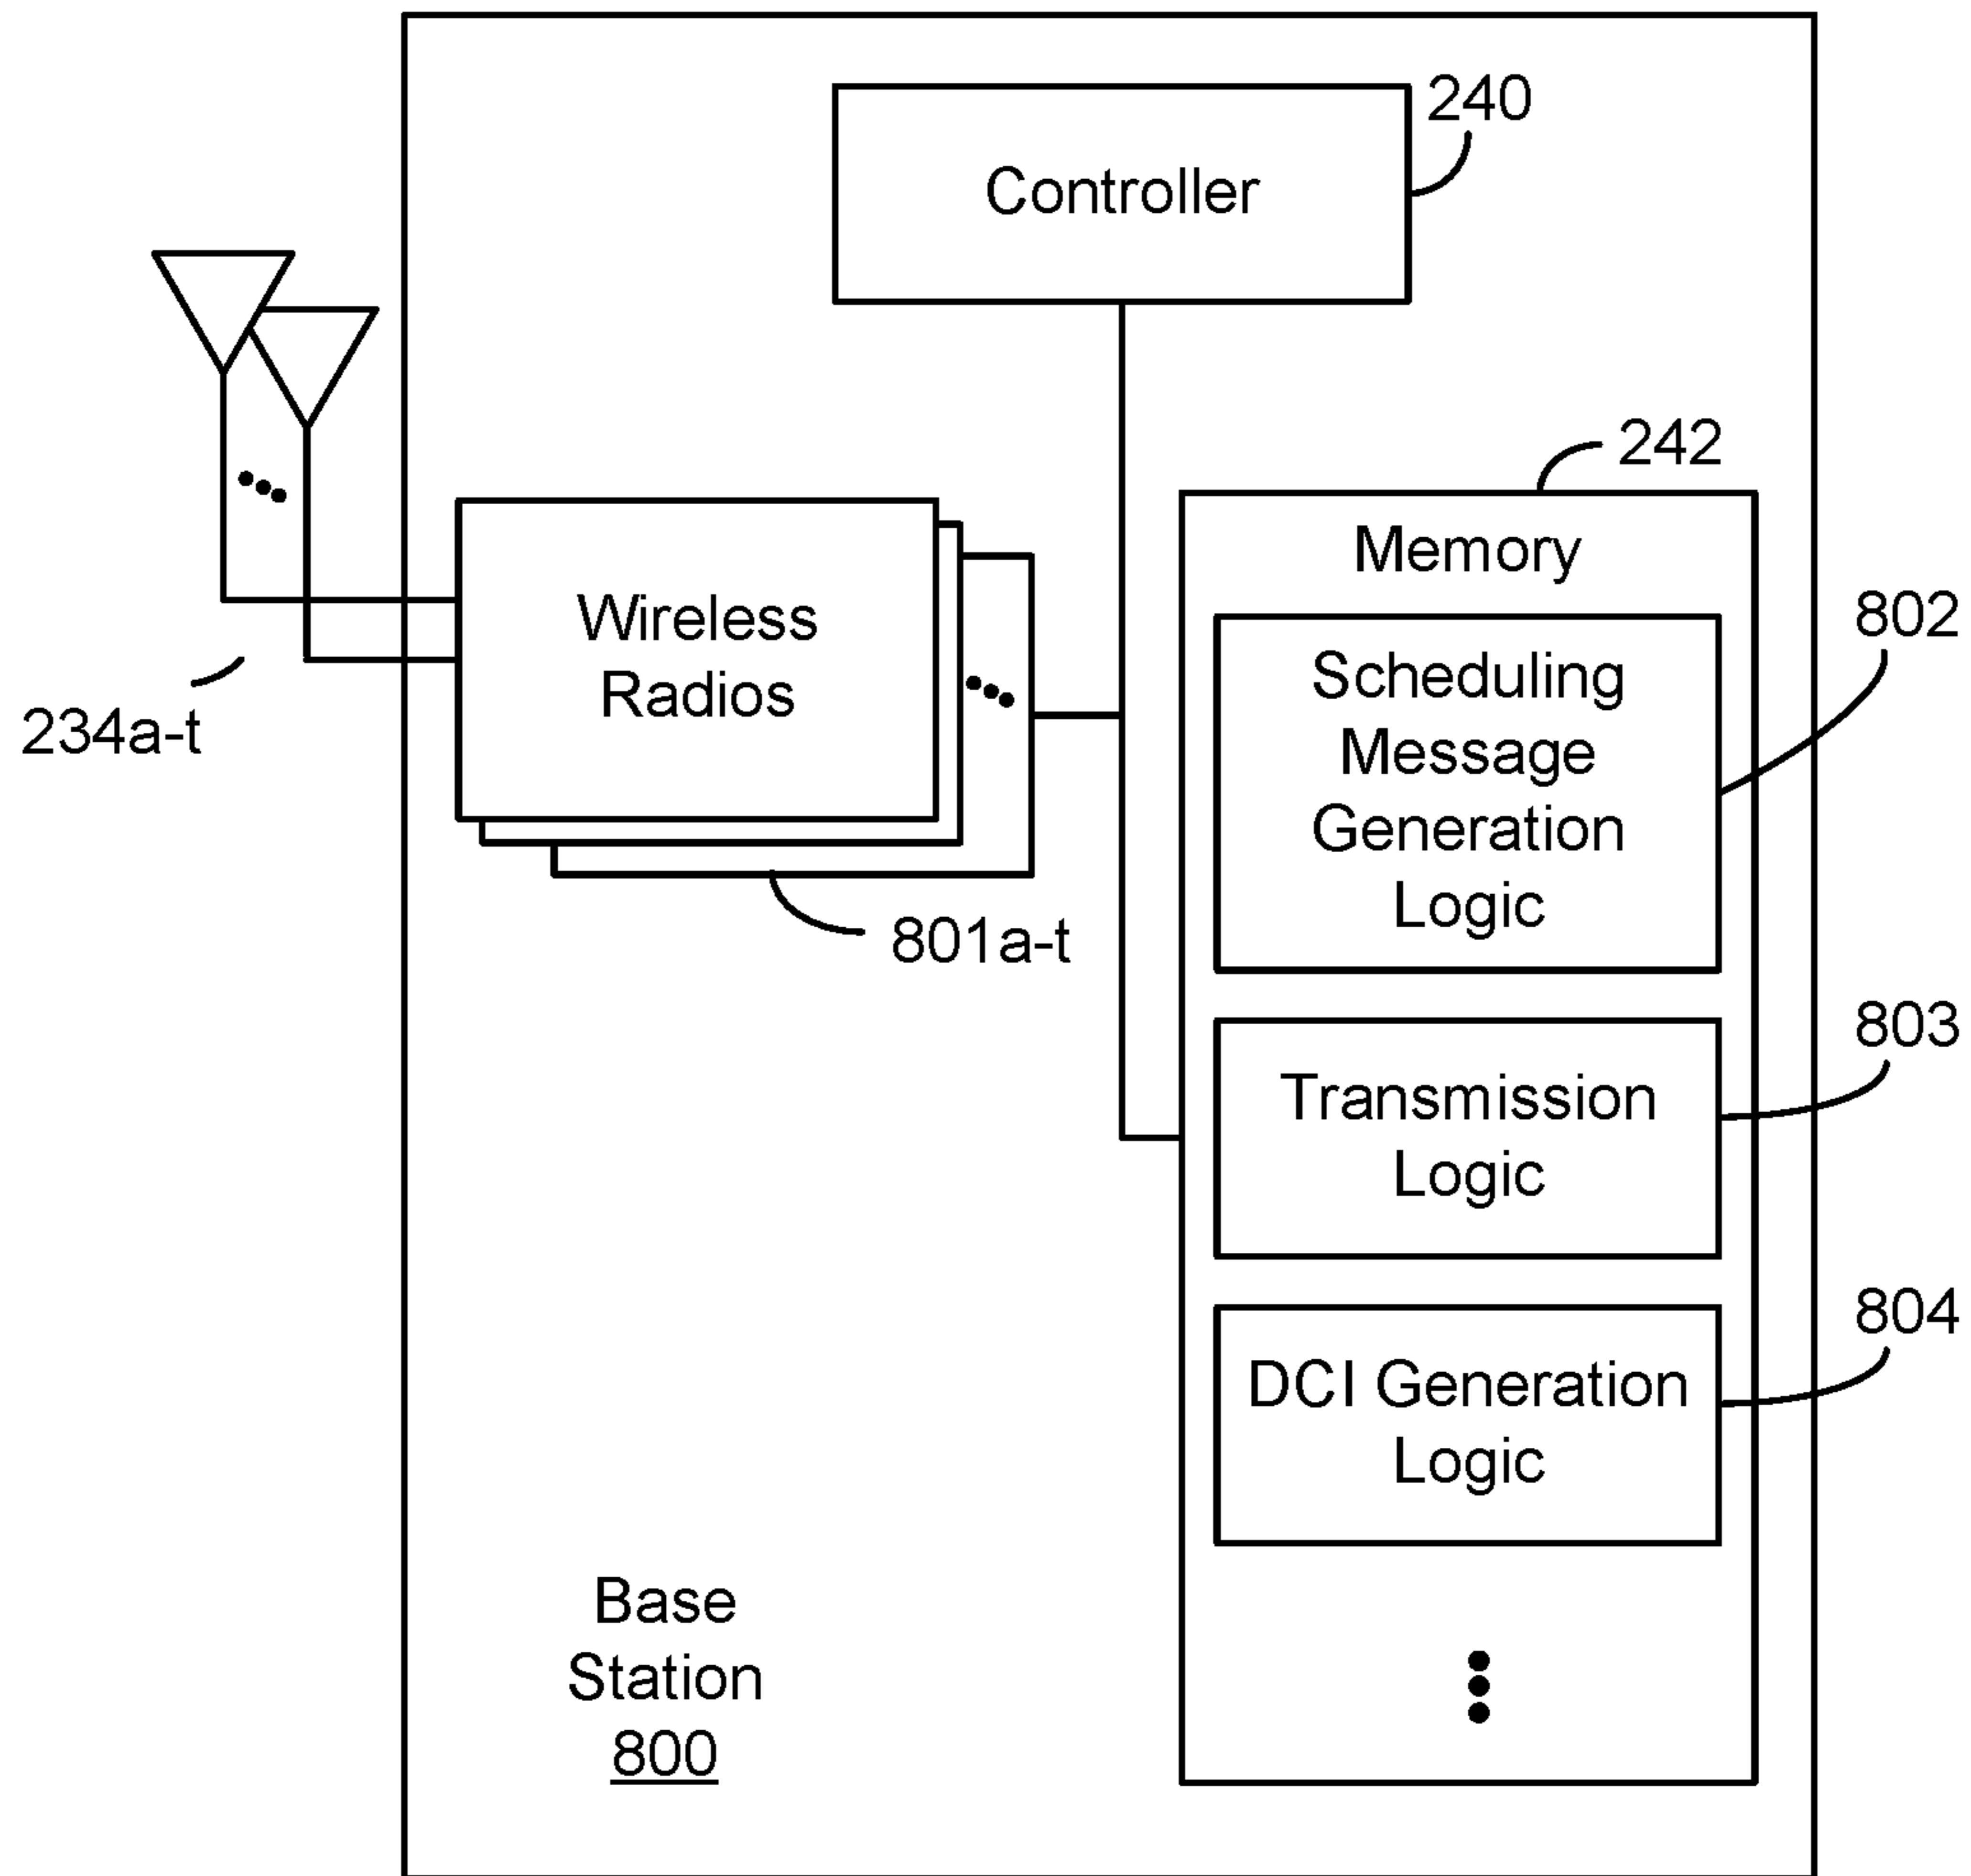 240
Controller
242
Memory
802
Scheduling
Message
Generation
Logic
Wireless
Radios
234a-t
801a-t
803
Transmission
Logic
804
DCI Generation
Logic
Base
Station
800